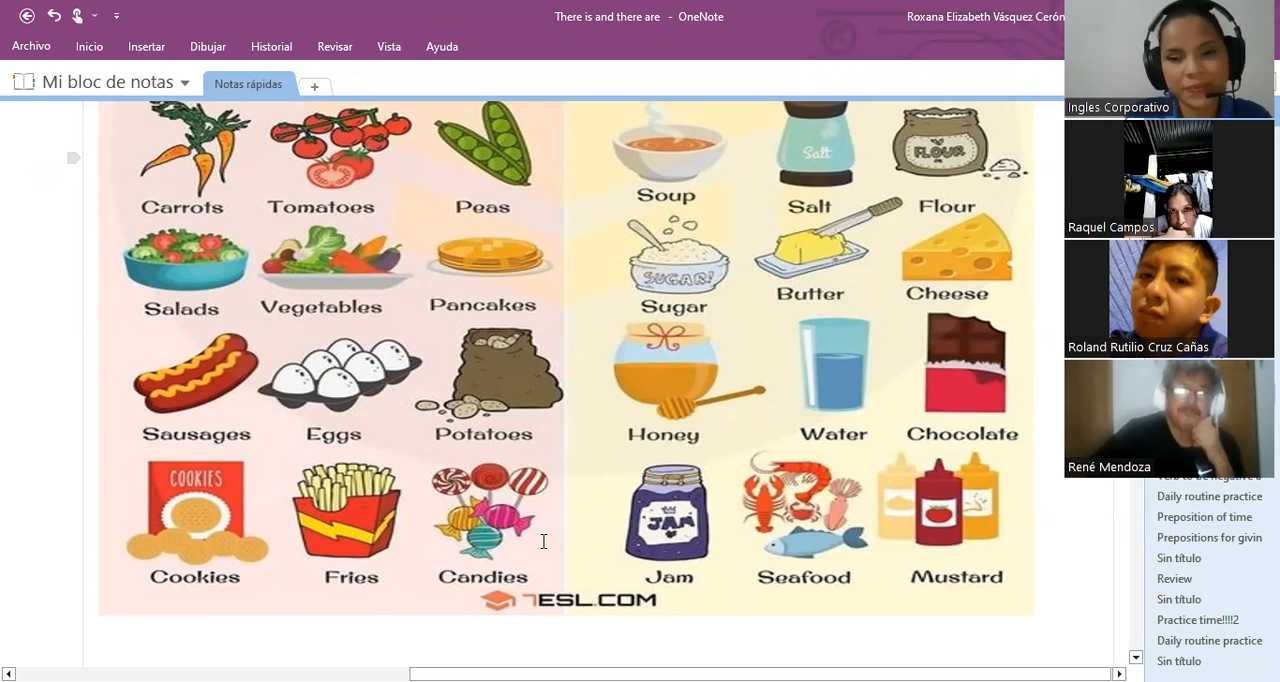 There is and there are - OneNote
Roxana Elizabeth Vásquez Cerón
Archivo Inicio Insertar Dibujar Historial Revisar Vista Ayuda
Mi bloc de notas
Notas rápidas
+
Salt
FLOUR
Carrots Tomatoes Peas Soup Salt Flour
SUGAR!
Salads Vegetables Pancakes Sugar Butter Cheese
Sausages Eggs Potatoes Honey Water Chocolate
COOKIES
JAM
Cookies Fries Candies Jam Seafood Mustard
7ESL.COM
Ingles Corporativo
Raquel Campos
Roland Rutilio Cruz Cañas
René Mendoza
Daily routine practice
Preposition of time
Prepositions for givin
Sin título
Review
Sin título
Practice time!!!!2
Daily routine practice
Sin título